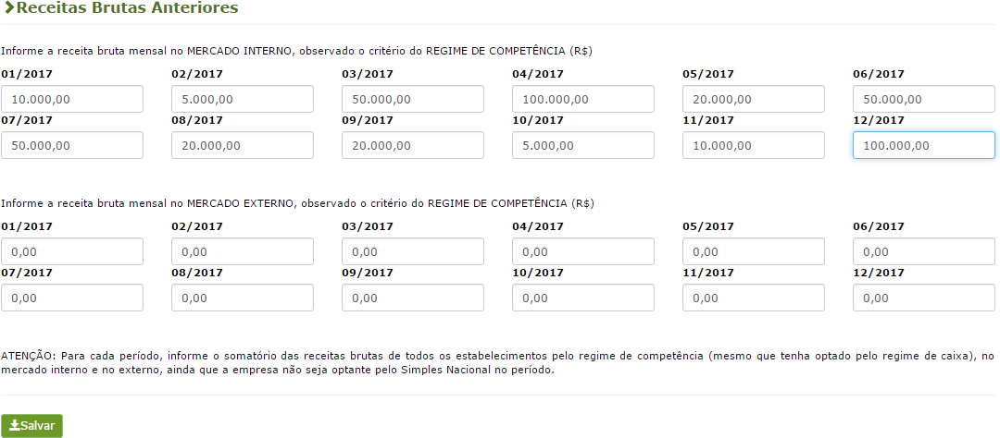 Receitas Brutas Anteriores
Informe a receita bruta mensal no MERCADO INTERNO, observado o critério do REGIME DE COMPETÊNCIA (R$)
01/2017 02/2017 03/2017 04/2017 05/2017 06/2017
10.000,00 5.000,00 50.000,00 100.000,00 20.000,00 50.000,00
07/2017 08/2017 09/2017 10/2017 11/2017 12/2017
50.000,00 20.000,00 20.000,00 5.000,00 10.000,00 100.000,00
Informe a receita bruta mensal no MERCADO EXTERNO, observado o critério do REGIME DE COMPETÊNCIA (R$)
01/2017 02/2017 03/2017 04/2017 05/2017 06/2017
0,00 0,00 0,00 0,00 0,00 0,00
07/2017 08/2017 09/2017 10/2017 11/2017 12/2017
0,00 0,00 0,00 0,00 0,00 0,00
ATENÇÃO: Para cada período, informe o somatório das receitas brutas de todos os estabelecimentos pelo regime de competência (mesmo que tenha optado pelo regime de caixa), no
mercado interno e no externo, ainda que a empresa não seja optante pelo Simples Nacional no período.
Salvar